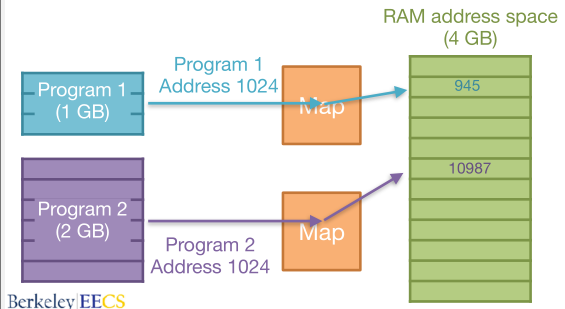 RAM address space
(4 GB)
Program 1
Address 1024
Program 1
(1 GB)
Map
945
10987
Program 2
(2 GB)
Map
Program 2
Address 1024
Berkeley EECS